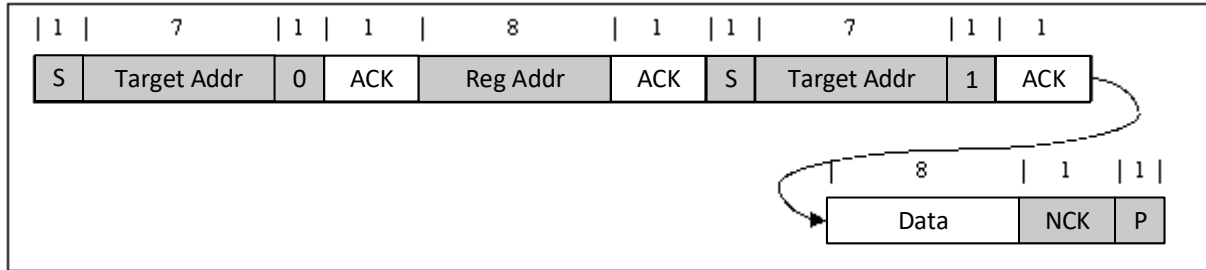 | 1 | 7 | 1 | 1 | 8 | 1 | 1 | 7 | 1 | 1
S Target Addr 0 ACK Reg Addr ACK S Target Addr 1 ACK
| 8 | 1 | 1 |
Data NCK P